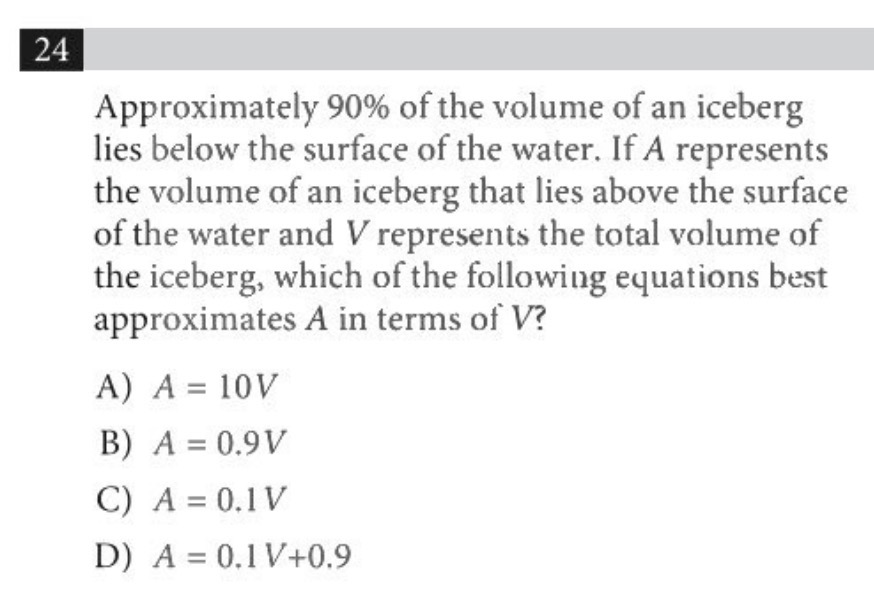 24
Approximately 90% of the volume of an iceberg
lies below the surface of the water. If A represents
the volume of an iceberg that lies above the surface
of the water and V represents the total volume of
the iceberg, which of the following equations best
approximates A in terms of V?
A) A = 10V
B) A = 0.9V
C) A = 0.1V
D) A = 0.1V+0.9